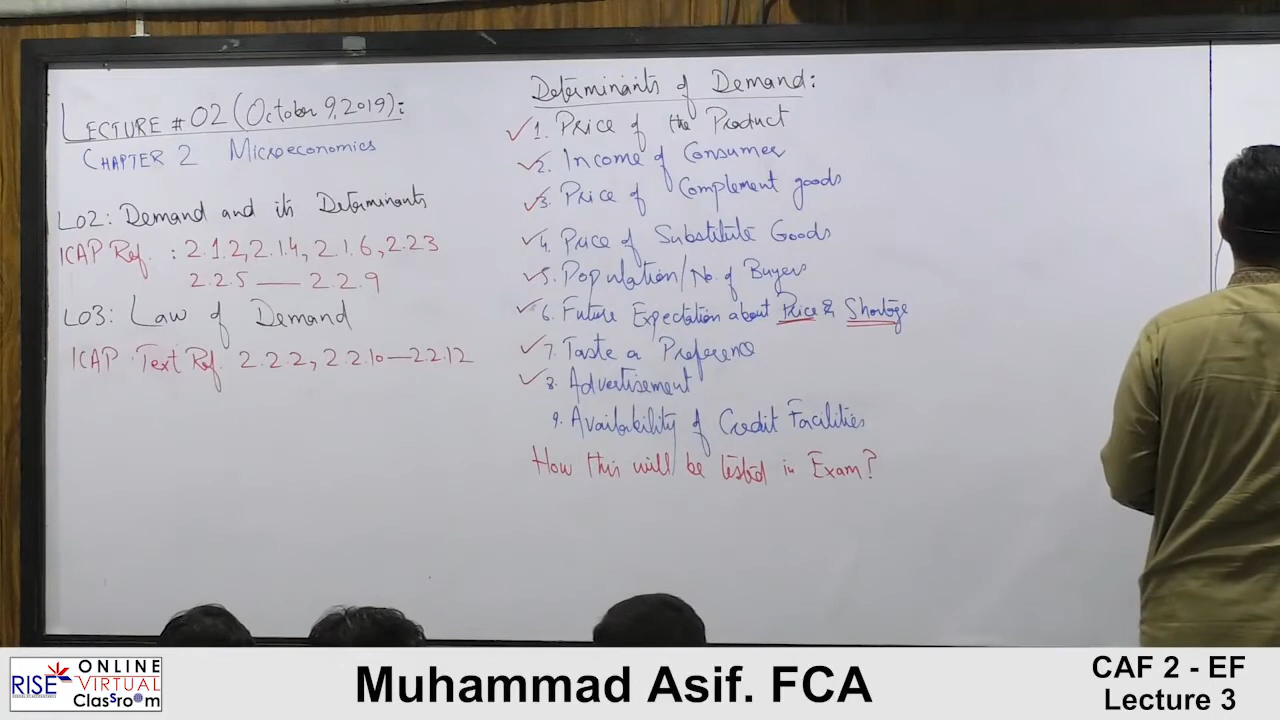 LECTURE # 02 (October 9, 2019):
CHAPTER 2 Microeconomics
LO2: Demand and its Determinants
ICAP Ref. : 2.1.2, 2.1.4, 2.1.6, 2.2.3
2.2.5 — 2.2.9
LO3: Law of Demand
ICAP Text Ref. 2.2.2, 2.2.10 — 2.2.12
Determinants of Demand:
1. Price of the Product
2. Income of Consumer
3. Price of Complement goods
4. Price of Substitute Goods
5. Population/No. of Buyers
6. Future Expectation about Price & Shortage
7. Taste a Preference
8. Advertisement
9. Availability of Credit Facilities
How this will be tested in Exam?
RISE ONLINE
VIRTUAL
Classroom
Muhammad Asif. FCA
CAF 2 - EF
Lecture 3